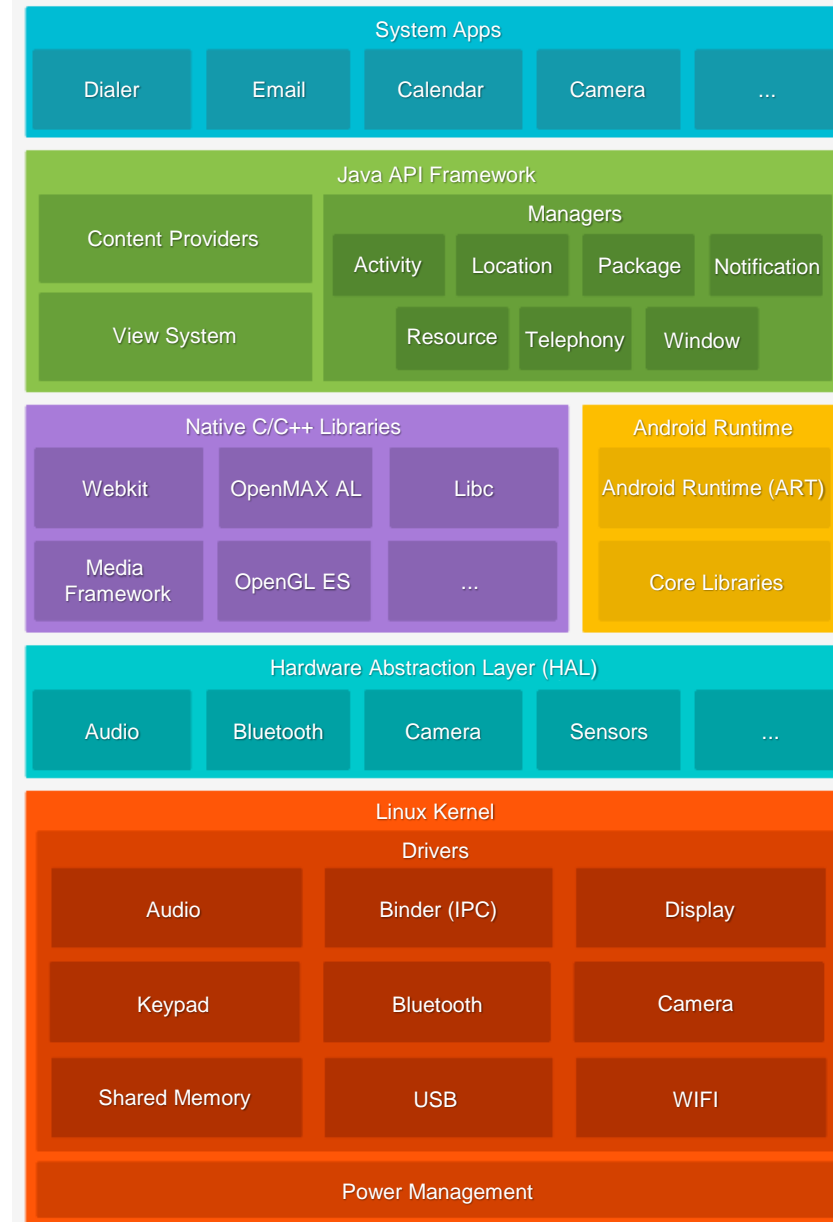 System Apps
Dialer
Email
Calendar
Camera
...
Java API Framework
Content Providers
View System
Managers
Activity
Location
Package
Notification
Resource
Telephony
Window
Native C/C++ Libraries
Webkit
OpenMAX AL
Libc
Media
Framework
OpenGL ES
...
Android Runtime
Android Runtime (ART)
Core Libraries
Hardware Abstraction Layer (HAL)
Audio
Bluetooth
Camera
Sensors
...
Linux Kernel
Drivers
Audio
Binder (IPC)
Display
Keypad
Bluetooth
Camera
Shared Memory
USB
WIFI
Power Management